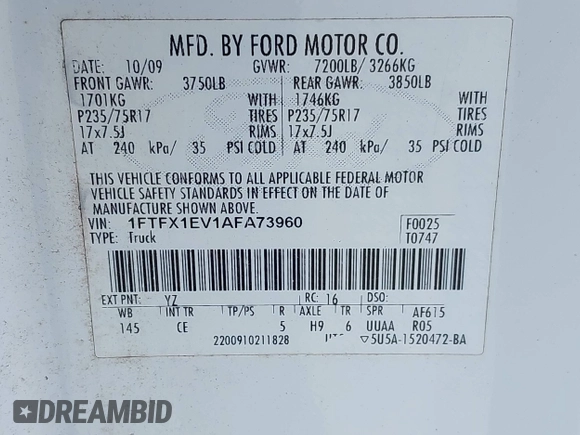 MFD. BY FORD MOTOR CO.
DATE: 10/09 GVWR: 7200LB/ 3266KG
FRONT GAWR: 3750LB REAR GAWR: 3850LB
1701KG WITH 1746KG WITH
P235/75R17 TIRES P235/75R17 TIRES
17x7.5J RIMS 17x7.5J RIMS
AT 240 kPa/ 35 PSI COLD AT 240 kPa/ 35 PSI COLD
THIS VEHICLE CONFORMS TO ALL APPLICABLE FEDERAL MOTOR
VEHICLE SAFETY STANDARDS IN EFFECT ON THE DATE OF
MANUFACTURE SHOWN ABOVE.
VIN: 1FTFX1EV1AFA73960 F0025
TYPE: Truck T0747
EXT PNT: YZ RC: 16 DSO:
WB INT TR TP/PS R AXLE TR SPR AF615
145 CE 5 H9 6 UUAA R05
2200910211828 ▽5U5A-1520472-BA
DREAMBID